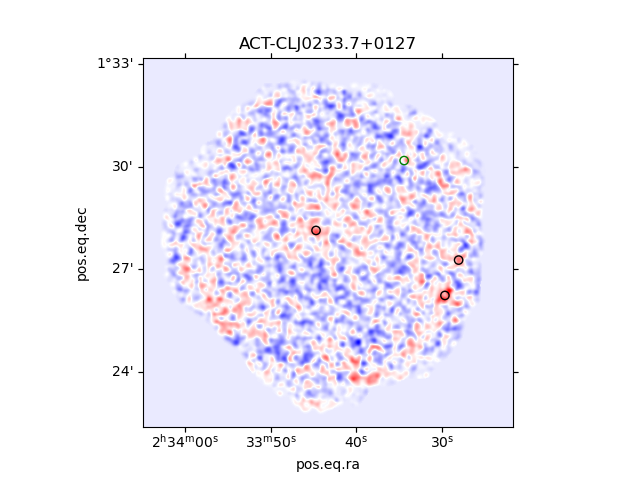 ACT-CLJ0233.7+0127
1°33'
30'
27'
24'
pos.eq.dec
2ʰ34ᵐ00ˢ 33ᵐ50ˢ 40ˢ 30ˢ
pos.eq.ra